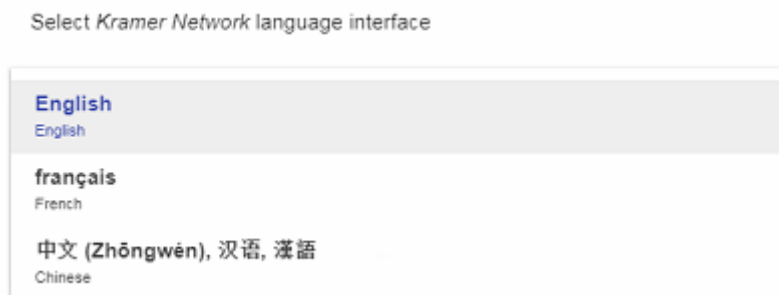 Select Kramer Network language interface
English
English
français
French
中文 (Zhōngwén), 汉语, 漢語
Chinese